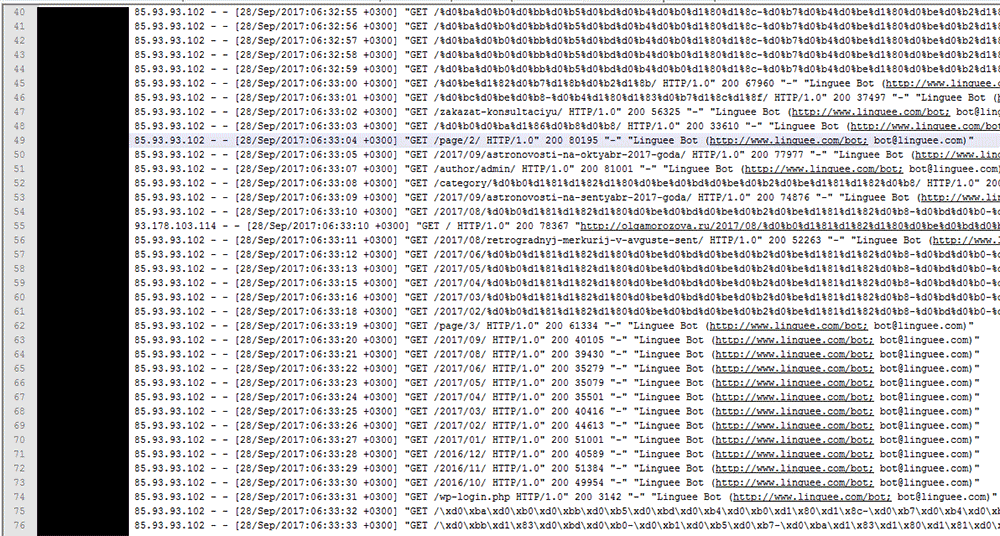 40 85.93.93.102 - - [28/Sep/2017:06:32:55 +0300] "GET /%d0%ba%d0%b0%d0%bb%d0%b5%d0%bd%d0%b4%d0%b0%d1%80%d1%8c-%d0%b7%d0%b4%d0%be%d1%80%d0%be%d0%b2%d1%8
41 85.93.93.102 - - [28/Sep/2017:06:32:56 +0300] "GET /%d0%ba%d0%b0%d0%bb%d0%b5%d0%bd%d0%b4%d0%b0%d1%80%d1%8c-%d0%b7%d0%b4%d0%be%d1%80%d0%be%d0%b2%d1%8
42 85.93.93.102 - - [28/Sep/2017:06:32:57 +0300] "GET /%d0%ba%d0%b0%d0%bb%d0%b5%d0%bd%d0%b4%d0%b0%d1%80%d1%8c-%d0%b7%d0%b4%d0%be%d1%80%d0%be%d0%b2%d1%8
43 85.93.93.102 - - [28/Sep/2017:06:32:58 +0300] "GET /%d0%ba%d0%b0%d0%bb%d0%b5%d0%bd%d0%b4%d0%b0%d1%80%d1%8c-%d0%b7%d0%b4%d0%be%d1%80%d0%be%d0%b2%d1%8
44 85.93.93.102 - - [28/Sep/2017:06:32:59 +0300] "GET /%d0%ba%d0%b0%d0%bb%d0%b5%d0%bd%d0%b4%d0%b0%d1%80%d1%8c-%d0%b7%d0%b4%d0%be%d1%80%d0%be%d0%b2%d1%8
45 85.93.93.102 - - [28/Sep/2017:06:33:00 +0300] "GET /%d0%be%d1%82%d0%b7%d1%8b%d0%b2%d1%8b/ HTTP/1.0" 200 67960 "-" "Linguee Bot (http://www.linguee.com
46 85.93.93.102 - - [28/Sep/2017:06:33:01 +0300] "GET /%d0%bc%d0%be%d0%b8-%d0%b4%d1%80%d1%83%d0%b7%d1%8c%d1%8f/ HTTP/1.0" 200 37497 "-" "Linguee Bot (http
47 85.93.93.102 - - [28/Sep/2017:06:33:02 +0300] "GET /zakazat-konsultaciyu/ HTTP/1.0" 200 56325 "-" "Linguee Bot (http://www.linguee.com/bot; bot@lin
48 85.93.93.102 - - [28/Sep/2017:06:33:03 +0300] "GET /%d0%b0%d0%ba%d1%86%d0%b8%d0%b8/ HTTP/1.0" 200 33610 "-" "Linguee Bot (http://www.linguee.com/bot
49 85.93.93.102 - - [28/Sep/2017:06:33:04 +0300] "GET /page/2/ HTTP/1.0" 200 80195 "-" "Linguee Bot (http://www.linguee.com/bot; bot@linguee.com)"
50 85.93.93.102 - - [28/Sep/2017:06:33:05 +0300] "GET /2017/09/astronovosti-na-oktyabr-2017-goda/ HTTP/1.0" 200 77977 "-" "Linguee Bot (http://www.lin
51 85.93.93.102 - - [28/Sep/2017:06:33:07 +0300] "GET /author/admin/ HTTP/1.0" 200 81001 "-" "Linguee Bot (http://www.linguee.com/bot; bot@linguee.com)
52 85.93.93.102 - - [28/Sep/2017:06:33:08 +0300] "GET /category/%d0%b0%d1%81%d1%82%d1%80%d0%be%d0%bd%d0%be%d0%b2%d0%be%d1%81%d1%82%d0%b8/ HTTP/1.0" 200
53 85.93.93.102 - - [28/Sep/2017:06:33:09 +0300] "GET /2017/09/astronovosti-na-sentyabr-2017-goda/ HTTP/1.0" 200 74876 "-" "Linguee Bot (http://www.li
54 85.93.93.102 - - [28/Sep/2017:06:33:10 +0300] "GET /2017/08/%d0%b0%d1%81%d1%82%d1%80%d0%be%d0%bd%d0%be%d0%b2%d0%be%d1%81%d1%82%d0%b8-%d0%bd%d0%b0-%d
55 93.178.103.114 - - [28/Sep/2017:06:33:10 +0300] "GET / HTTP/1.0" 200 78367 "http://olgamorozova.ru/2017/08/%d0%b0%d1%81%d1%82%d1%80%d0%be%d0%bd%d0%
56 85.93.93.102 - - [28/Sep/2017:06:33:11 +0300] "GET /2017/08/retrogradnyj-merkurij-v-avguste-sent/ HTTP/1.0" 200 52263 "-" "Linguee Bot (http://www.
57 85.93.93.102 - - [28/Sep/2017:06:33:12 +0300] "GET /2017/06/%d0%b0%d1%81%d1%82%d1%80%d0%be%d0%bd%d0%be%d0%b2%d0%be%d1%81%d1%82%d0%b8-%d0%bd%d0%b0-%d
58 85.93.93.102 - - [28/Sep/2017:06:33:13 +0300] "GET /2017/05/%d0%b0%d1%81%d1%82%d1%80%d0%be%d0%bd%d0%be%d0%b2%d0%be%d1%81%d1%82%d0%b8-%d0%bd%d0%b0-%d
59 85.93.93.102 - - [28/Sep/2017:06:33:15 +0300] "GET /2017/04/%d0%b0%d1%81%d1%82%d1%80%d0%be%d0%bd%d0%be%d0%b2%d0%be%d1%81%d1%82%d0%b8-%d0%bd%d0%b0-%d
60 85.93.93.102 - - [28/Sep/2017:06:33:16 +0300] "GET /2017/03/%d0%b0%d1%81%d1%82%d1%80%d0%be%d0%bd%d0%be%d0%b2%d0%be%d1%81%d1%82%d0%b8-%d0%bd%d0%b0-%d
61 85.93.93.102 - - [28/Sep/2017:06:33:18 +0300] "GET /2017/02/%d0%b0%d1%81%d1%82%d1%80%d0%be%d0%bd%d0%be%d0%b2%d0%be%d1%81%d1%82%d0%b8-%d0%bd%d0%b0-%d
62 85.93.93.102 - - [28/Sep/2017:06:33:19 +0300] "GET /page/3/ HTTP/1.0" 200 61334 "-" "Linguee Bot (http://www.linguee.com/bot; bot@linguee.com)"
63 85.93.93.102 - - [28/Sep/2017:06:33:20 +0300] "GET /2017/09/ HTTP/1.0" 200 40105 "-" "Linguee Bot (http://www.linguee.com/bot; bot@linguee.com)"
64 85.93.93.102 - - [28/Sep/2017:06:33:21 +0300] "GET /2017/08/ HTTP/1.0" 200 39430 "-" "Linguee Bot (http://www.linguee.com/bot; bot@linguee.com)"
65 85.93.93.102 - - [28/Sep/2017:06:33:22 +0300] "GET /2017/06/ HTTP/1.0" 200 35279 "-" "Linguee Bot (http://www.linguee.com/bot; bot@linguee.com)"
66 85.93.93.102 - - [28/Sep/2017:06:33:23 +0300] "GET /2017/05/ HTTP/1.0" 200 35079 "-" "Linguee Bot (http://www.linguee.com/bot; bot@linguee.com)"
67 85.93.93.102 - - [28/Sep/2017:06:33:24 +0300] "GET /2017/04/ HTTP/1.0" 200 35501 "-" "Linguee Bot (http://www.linguee.com/bot; bot@linguee.com)"
68 85.93.93.102 - - [28/Sep/2017:06:33:25 +0300] "GET /2017/03/ HTTP/1.0" 200 40416 "-" "Linguee Bot (http://www.linguee.com/bot; bot@linguee.com)"
69 85.93.93.102 - - [28/Sep/2017:06:33:26 +0300] "GET /2017/02/ HTTP/1.0" 200 44613 "-" "Linguee Bot (http://www.linguee.com/bot; bot@linguee.com)"
70 85.93.93.102 - - [28/Sep/2017:06:33:27 +0300] "GET /2017/01/ HTTP/1.0" 200 51001 "-" "Linguee Bot (http://www.linguee.com/bot; bot@linguee.com)"
71 85.93.93.102 - - [28/Sep/2017:06:33:28 +0300] "GET /2016/12/ HTTP/1.0" 200 40589 "-" "Linguee Bot (http://www.linguee.com/bot; bot@linguee.com)"
72 85.93.93.102 - - [28/Sep/2017:06:33:29 +0300] "GET /2016/11/ HTTP/1.0" 200 51384 "-" "Linguee Bot (http://www.linguee.com/bot; bot@linguee.com)"
73 85.93.93.102 - - [28/Sep/2017:06:33:30 +0300] "GET /2016/10/ HTTP/1.0" 200 49954 "-" "Linguee Bot (http://www.linguee.com/bot; bot@linguee.com)"
74 85.93.93.102 - - [28/Sep/2017:06:33:31 +0300] "GET /wp-login.php HTTP/1.0" 200 3142 "-" "Linguee Bot (http://www.linguee.com/bot; bot@linguee.com)"
75 85.93.93.102 - - [28/Sep/2017:06:33:32 +0300] "GET /\xd0\xba\xd0\xb0\xd0\xbb\xd0\xb5\xd0\xbd\xd0\xb4\xd0\xb0\xd1\x80\xd1\x8c-\xd0\xb7\xd0\xb4\xd0\x
76 85.93.93.102 - - [28/Sep/2017:06:33:33 +0300] "GET /\xd0\xbb\xd1\x83\xd0\xbd\xd0\xb0-\xd0\xb1\xd0\xb5\xd0\xb7-\xd0\xba\xd1\x83\xd1\x80\xd1\x81\xd0\x